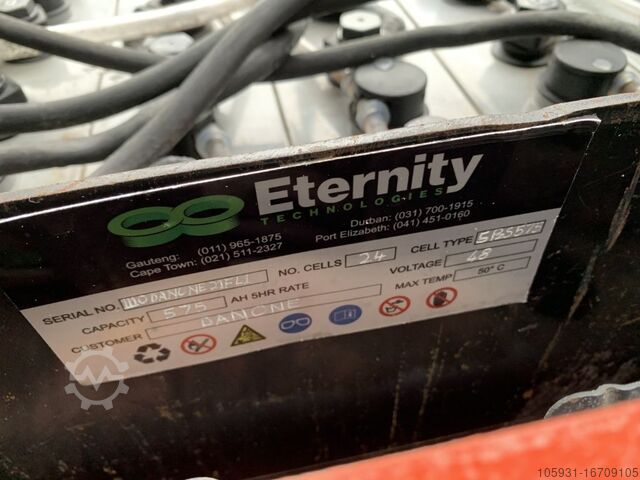 Eternity
TECHNOLOGIES
Gauteng: (011) 965-1875 Durban: (031) 700-1915
Cape Town: (021) 511-2327 Port Elizabeth: (041) 451-0160
SERIAL NO. NO. CELLS 24 CELL TYPE 5PS575
CAPACITY 575 AH 5HR RATE VOLTAGE 48
CUSTOMER DANONE MAX TEMP 50° C
105931-16709105